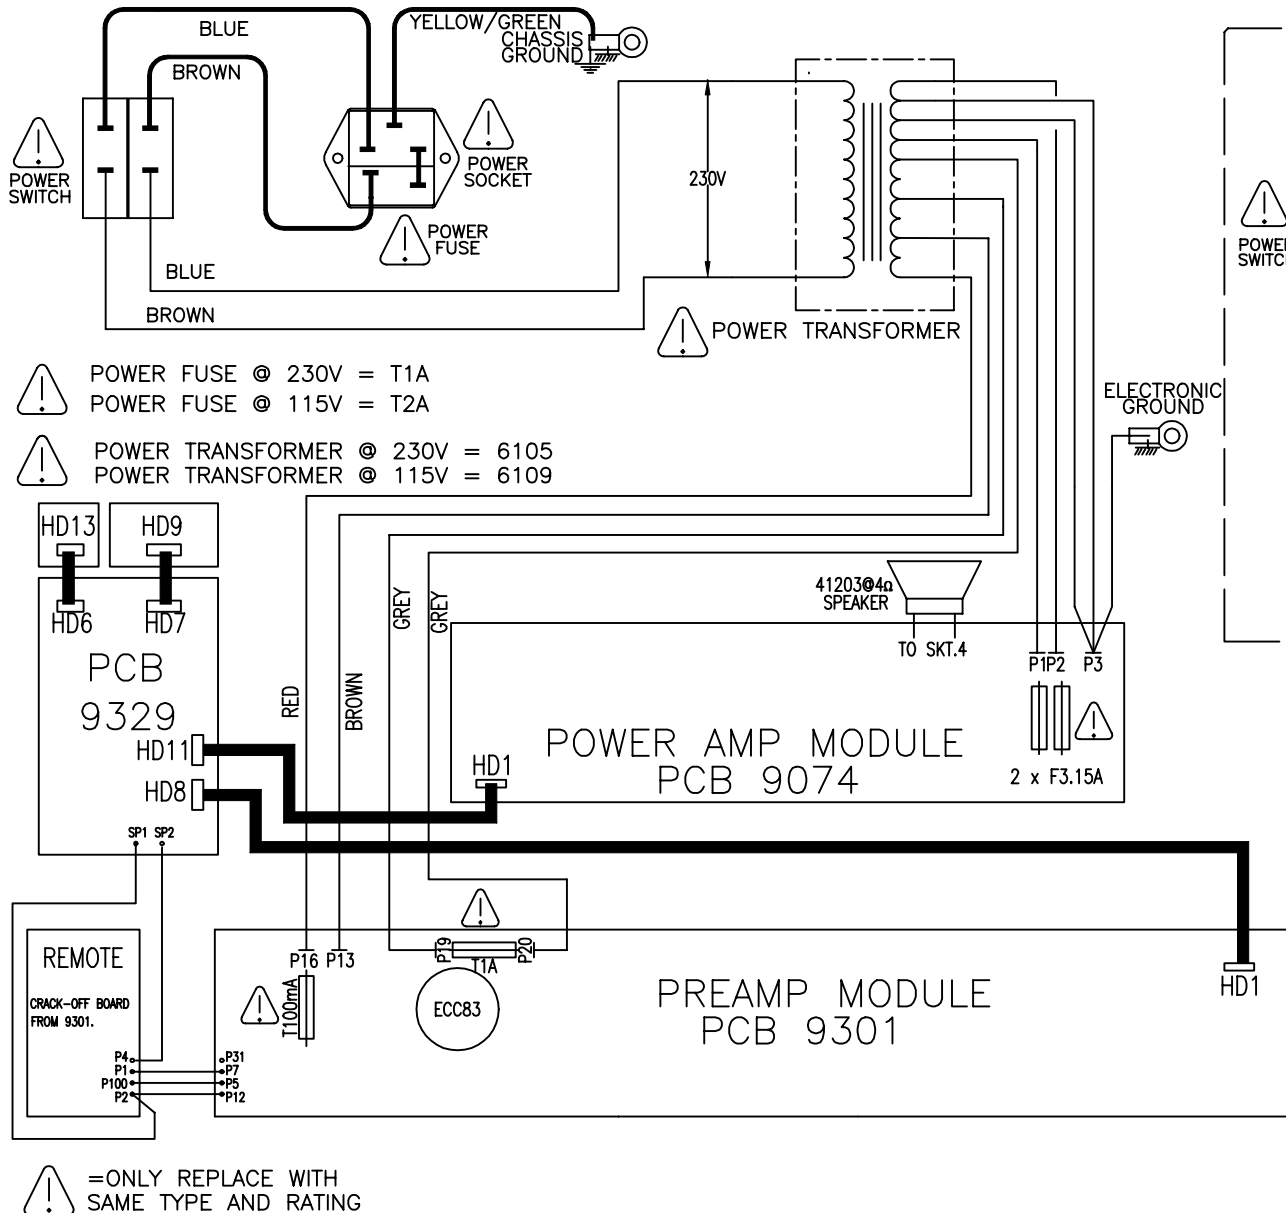 BLUE
YELLOW/GREEN
CHASSIS
GROUND
BROWN
POWER
SWITCH
POWER
SOCKET
POWER
FUSE
230V
BLUE
BROWN
POWER TRANSFORMER
POWER FUSE @ 230V = T1A
POWER FUSE @ 115V = T2A
POWER TRANSFORMER @ 230V = 6105
POWER TRANSFORMER @ 115V = 6109
ELECTRONIC
GROUND
HD13
HD9
HD6
HD7
PCB
9329
HD11
HD8
SP1 SP2
GREY
GREY
RED
BROWN
41203@4Ω
SPEAKER
TO SKT.4
P1 P2 P3
2 x F3.15A
POWER AMP MODULE
PCB 9074
HD1
REMOTE
CRACK-OFF BOARD
FROM 9301.
P4
P1
P100
P2
P31
P7
P5
P12
P16 P13
T100mA
P19
T1A
P20
ECC83
PREAMP MODULE
PCB 9301
HD1
=ONLY REPLACE WITH
SAME TYPE AND RATING